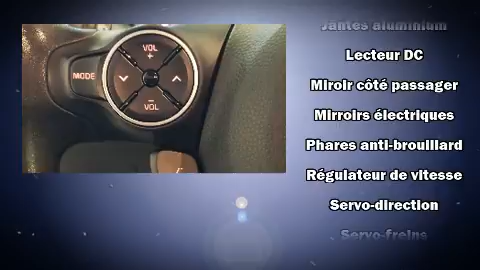 VOL
+
MODE
−
VOL
Jantes aluminium
Lecteur DC
Miroir côté passager
Mirroirs électriques
Phares anti-brouillard
Régulateur de vitesse
Servo-direction
Servo-freins